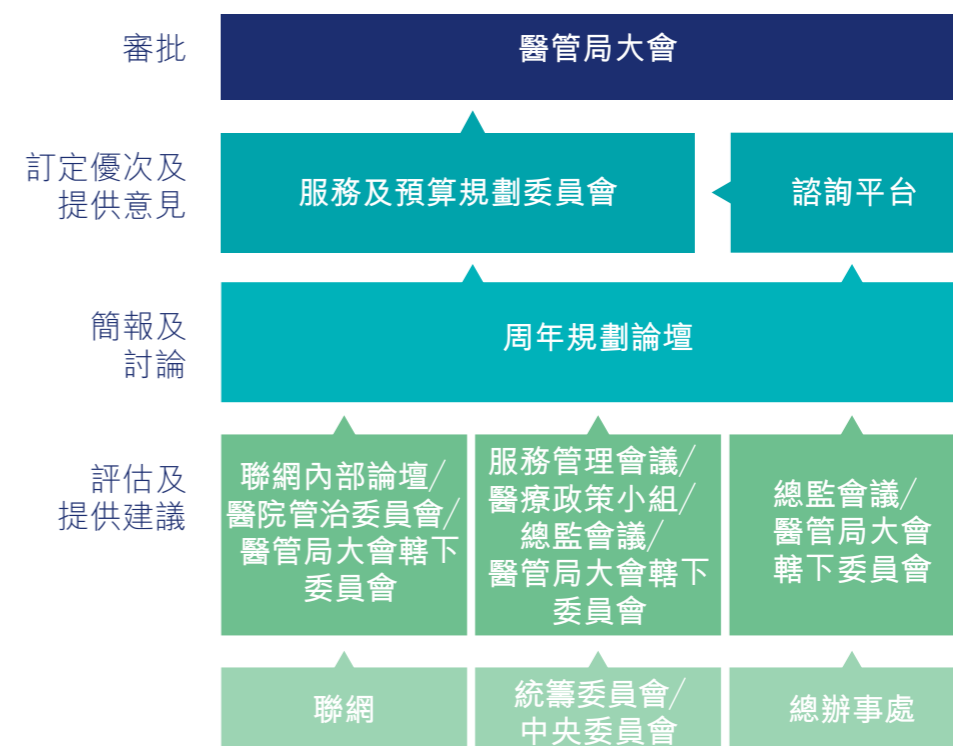 審批
醫管局大會
訂定優次及
提供意見
服務及預算規劃委員會
諮詢平台
簡報及
討論
周年規劃論壇
評估及
提供建議
聯網內部論壇/
醫院管治委員會/
醫管局大會轄下
委員會
服務管理會議/
醫療政策小組/
總監會議/
醫管局大會轄下
委員會
總監會議/
醫管局大會
轄下委員會
聯網
統籌委員會/
中央委員會
總辦事處